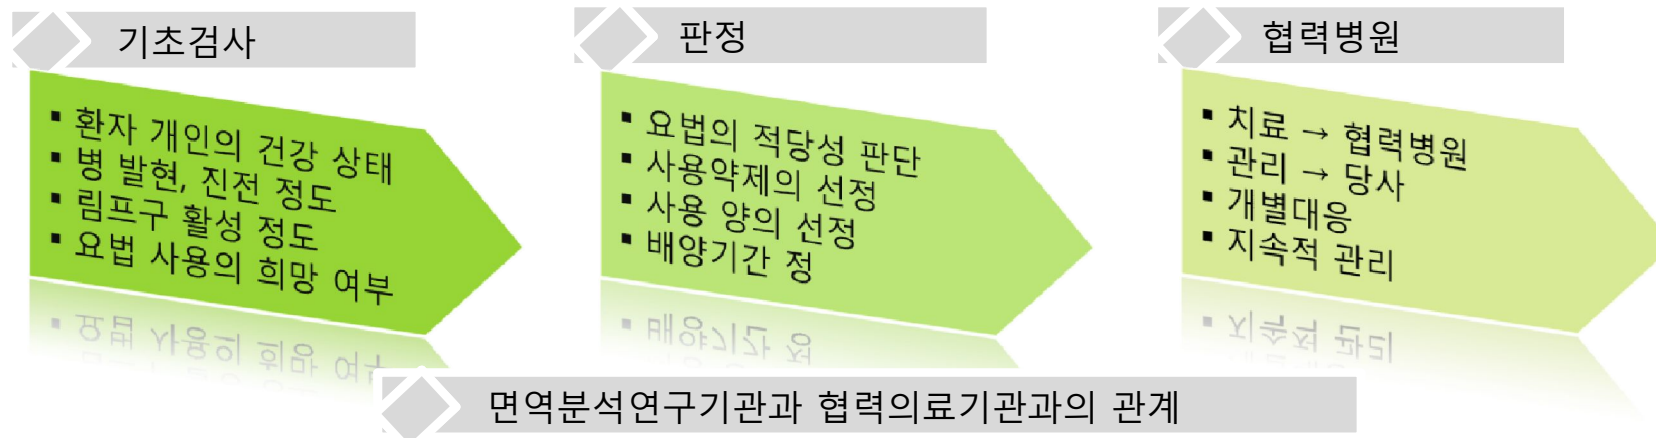 기초검사
▪ 환자 개인의 건강 상태
▪ 병 발현, 진전 정도
▪ 림프구 활성 정도
▪ 요법 사용의 희망 여부
판정
▪ 요법의 적당성 판단
▪ 사용약제의 선정
▪ 사용 양의 선정
▪ 배양기간 정
협력병원
▪ 치료 → 협력병원
▪ 관리 → 당사
▪ 개별대응
▪ 지속적 관리
면역분석연구기관과 협력의료기관과의 관계